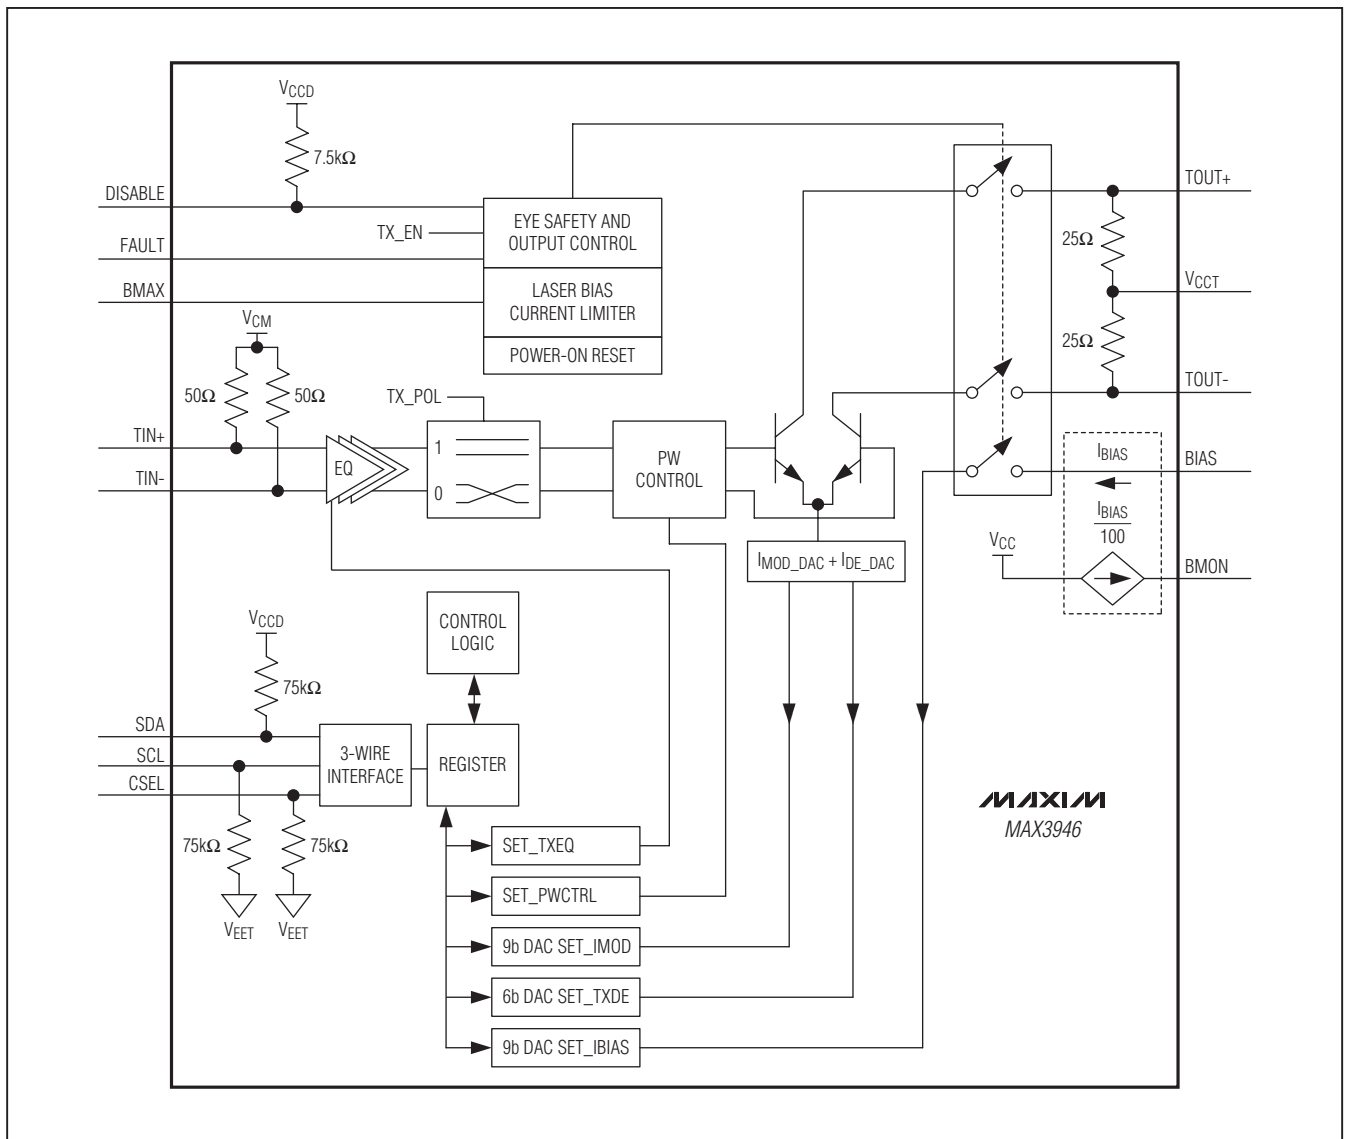 VCCD
7.5kΩ
DISABLE
TX_EN
EYE SAFETY AND
OUTPUT CONTROL
FAULT
BMAX
LASER BIAS
CURRENT LIMITER
POWER-ON RESET
VCM
50Ω
50Ω
TX_POL
TIN+
TIN-
EQ
1
0
PW
CONTROL
IMOD_DAC + IDE_DAC
TOUT+
25Ω
VCCT
25Ω
TOUT-
IBIAS
BIAS
IBIAS
100
VCC
BMON
CONTROL
LOGIC
VCCD
75kΩ
SDA
SCL
CSEL
3-WIRE
INTERFACE
REGISTER
75kΩ
75kΩ
VEET
VEET
SET_TXEQ
SET_PWCTRL
9b DAC SET_IMOD
6b DAC SET_TXDE
9b DAC SET_IBIAS
MAXIM
MAX3946